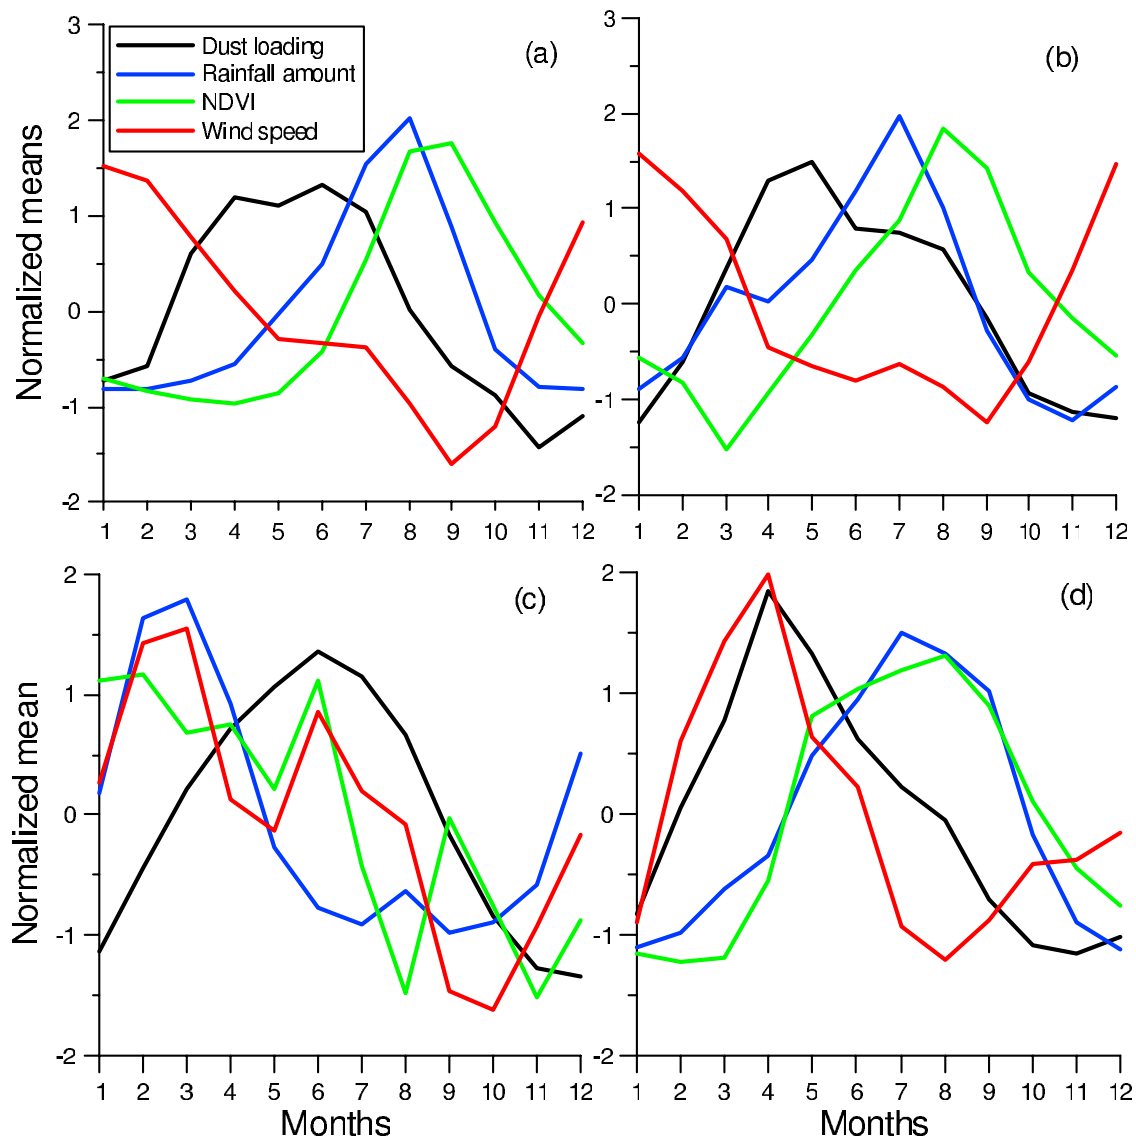 3
2
1
0
-1
-2
Normalized means
Dust loading
Rainfall amount
NDVI
Wind speed
(a)
1 2 3 4 5 6 7 8 9 10 11 12
3
2
1
0
-1
-2
(b)
1 2 3 4 5 6 7 8 9 10 11 12
2
1
0
-1
-2
Normalized mean
(c)
1 2 3 4 5 6 7 8 9 10 11 12
Months
2
1
0
-1
-2
(d)
1 2 3 4 5 6 7 8 9 10 11 12
Months